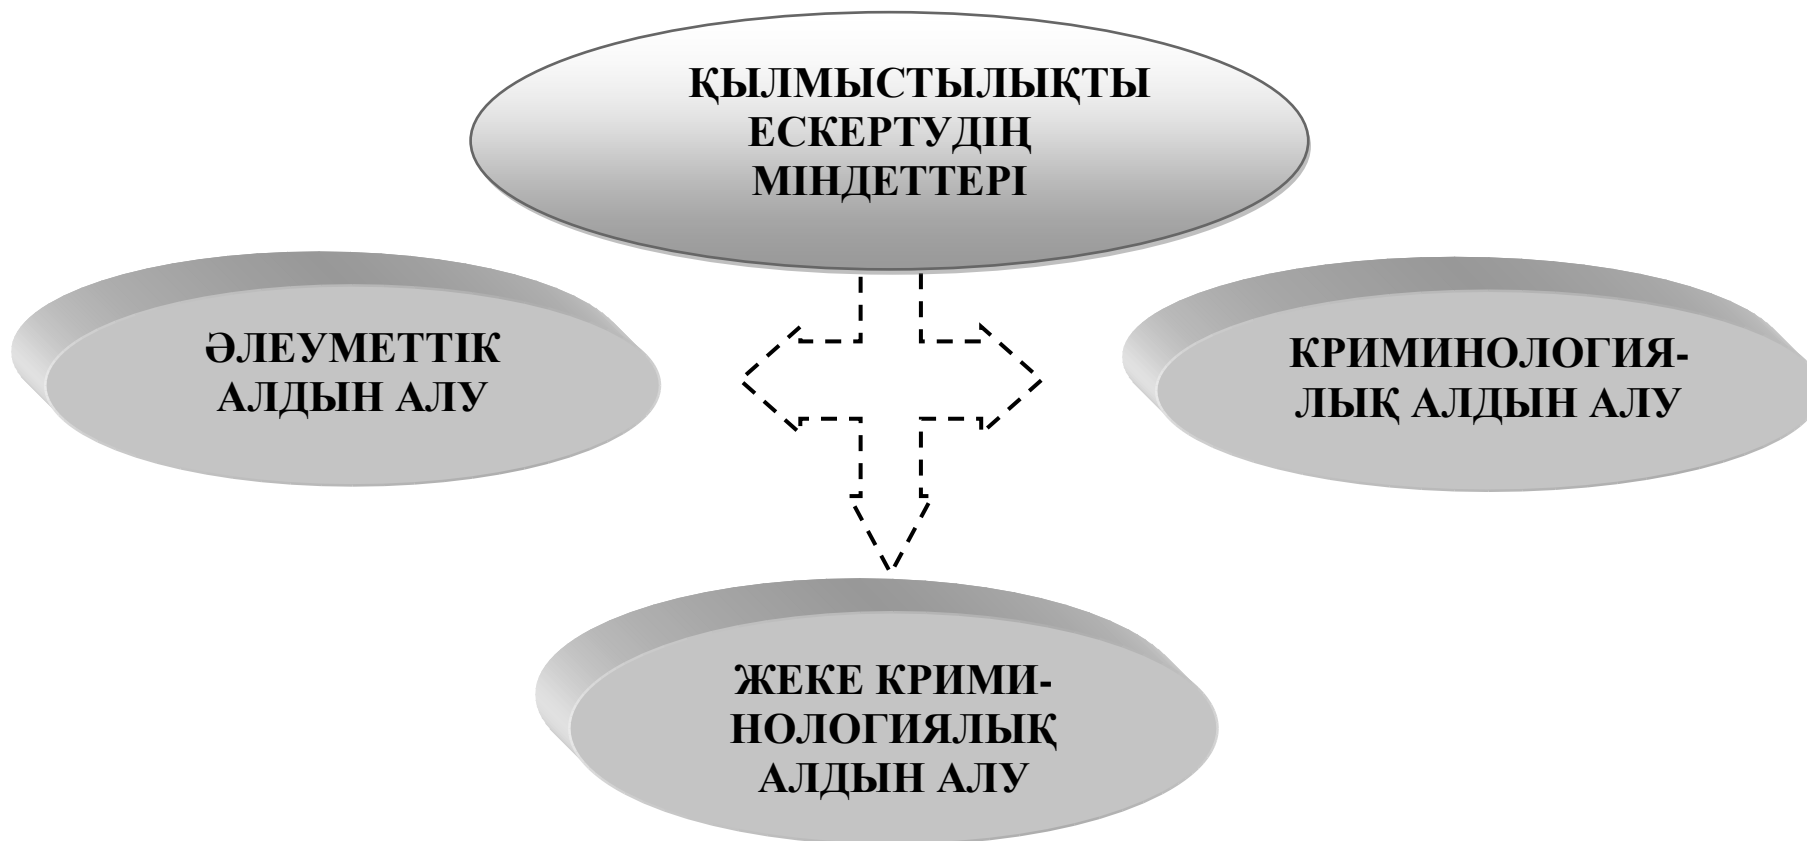 ҚЫЛМЫСТЫЛЫҚТЫ
ЕСКЕРТУДІҢ
МІНДЕТТЕРІ
ӘЛЕУМЕТТІК
АЛДЫН АЛУ
КРИМИНОЛОГИЯ-
ЛЫҚ АЛДЫН АЛУ
ЖЕКЕ КРИМИ-
НОЛОГИЯЛЫҚ
АЛДЫН АЛУ